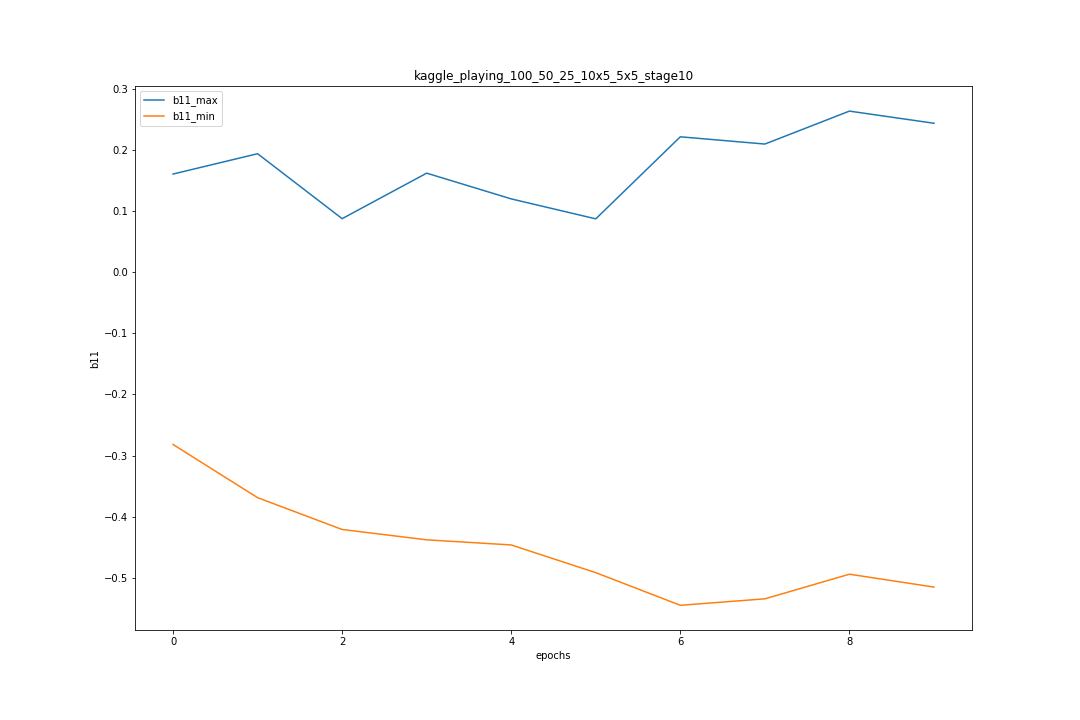 kaggle_playing_100_50_25_10x5_5x5_stage10
b11_max
b11_min
0.3
0.2
0.1
0.0
−0.1
−0.2
−0.3
−0.4
−0.5
b11
0 2 4 6 8
epochs